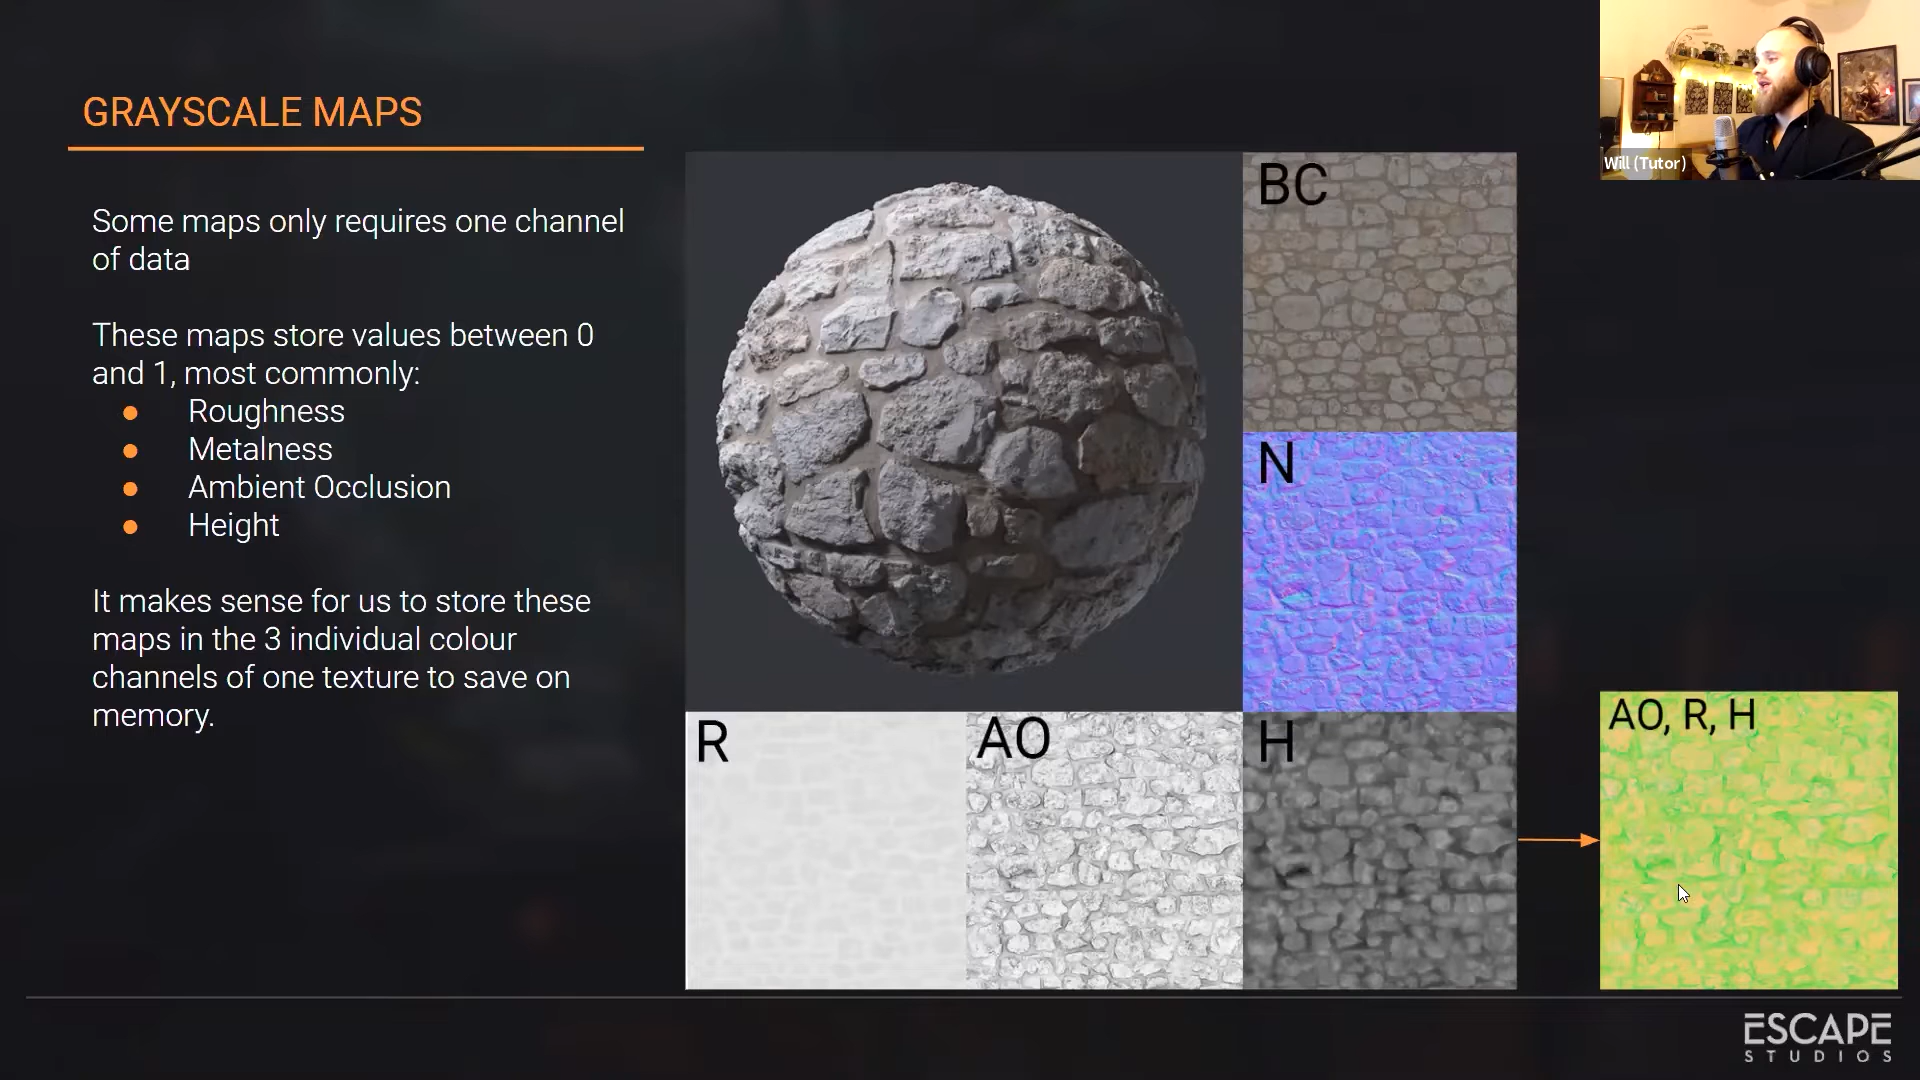 GRAYSCALE MAPS
Some maps only requires one channel
of data
These maps store values between 0
and 1, most commonly:
Roughness
Metalness
Ambient Occlusion
Height
It makes sense for us to store these
maps in the 3 individual colour
channels of one texture to save on
memory.
BC
N
R
AO
H
AO, R, H
Will (Tutor)
ESCAPE
STUDIOS